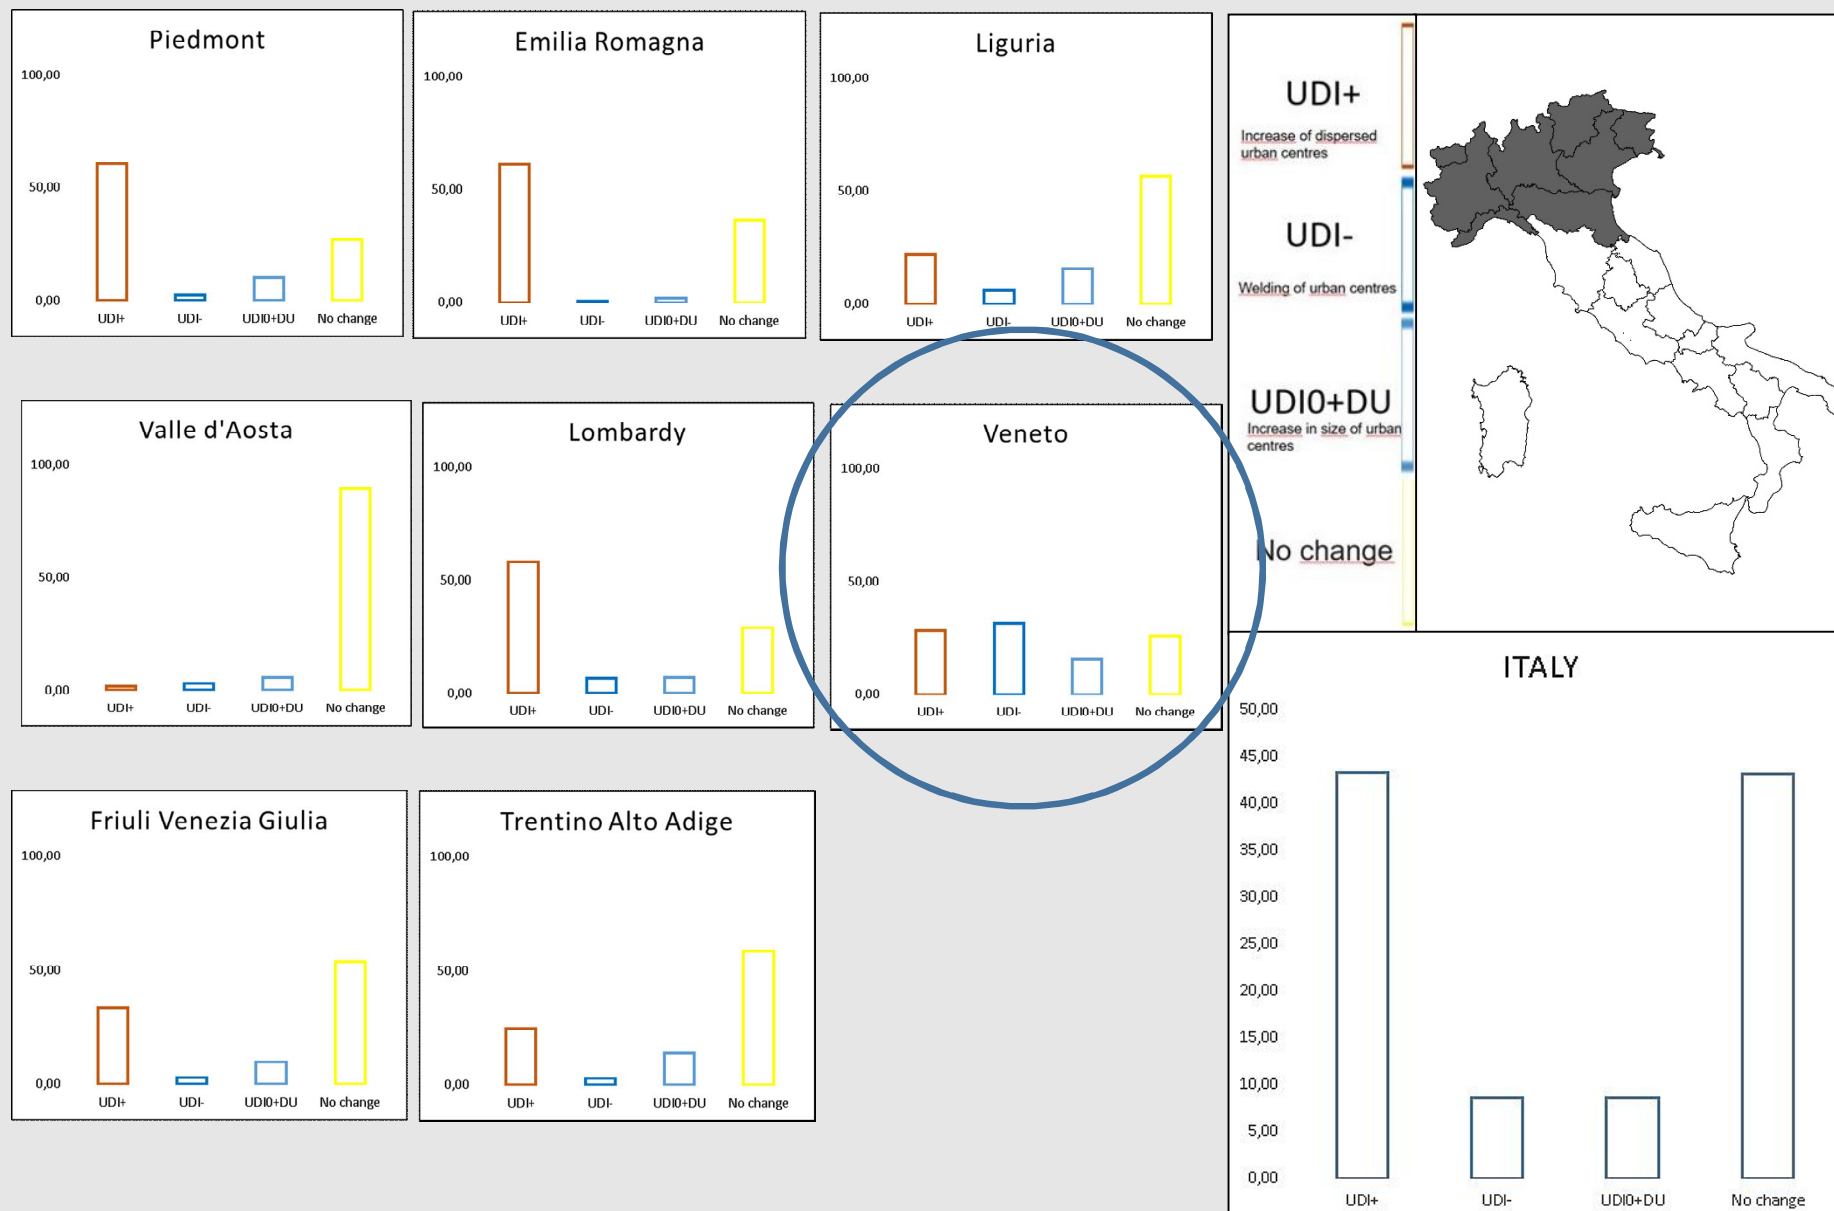 Piedmont
100,00
50,00
0,00
UDI+ UDI- UDI0+DU No change
Emilia Romagna
100,00
50,00
0,00
UDI+ UDI- UDI0+DU No change
Liguria
100,00
50,00
0,00
UDI+ UDI- UDI0+DU No change
UDI+
Increase of dispersed
urban centres
UDI-
Welding of urban centres
UDI0+DU
Increase in size of urban
centres
No change
Valle d'Aosta
100,00
50,00
0,00
UDI+ UDI- UDI0+DU No change
Lombardy
100,00
50,00
0,00
UDI+ UDI- UDI0+DU No change
Veneto
100,00
50,00
0,00
UDI+ UDI- UDI0+DU No change
Friuli Venezia Giulia
100,00
50,00
0,00
UDI+ UDI- UDI0+DU No change
Trentino Alto Adige
100,00
50,00
0,00
UDI+ UDI- UDI0+DU No change
ITALY
50,00
45,00
40,00
35,00
30,00
25,00
20,00
15,00
10,00
5,00
0,00
UDI+ UDI- UDI0+DU No change